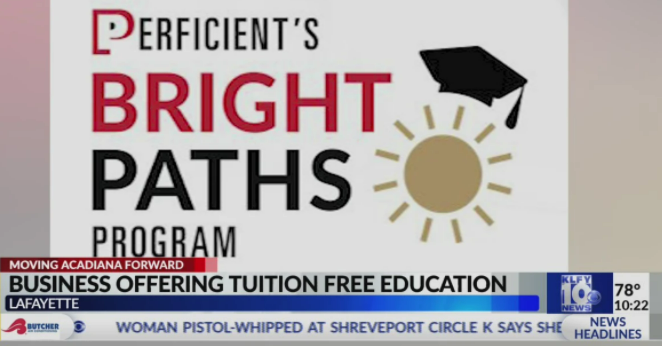 PERFICIENT'S
BRIGHT
PATHS
PROGRAM
MOVING ACADIANA FORWARD
BUSINESS OFFERING TUITION FREE EDUCATION
LAFAYETTE
KLFY
10
NEWS
78°
10:22
BUTCHER
WOMAN PISTOL-WHIPPED AT SHREVEPORT CIRCLE K SAYS SHE
NEWS
HEADLINES